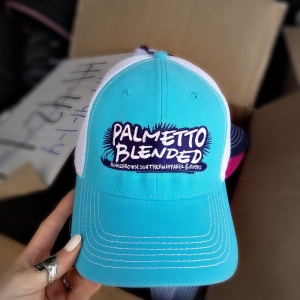 PALMETTO
BLENDED
HOMEGROWN SOUTHERN APPAREL & GOODS